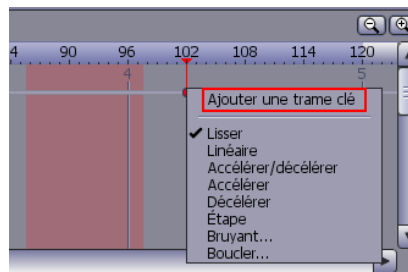 4 90 96 102 108 114 120
4 5
Ajouter une trame clé
Lisser
Linéaire
Accélérer/décélérer
Accélérer
Décélérer
Étape
Bruyant...
Boucler...